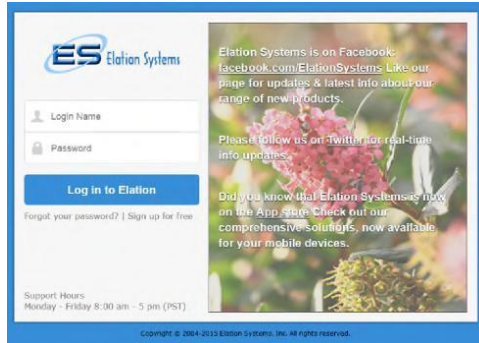 ES Elation Systems
Login Name
Password
Log in to Elation
Forgot your password? | Sign up for free
Support Hours
Monday - Friday 8:00 am - 5 pm (PST)
Elation Systems is on Facebook:
facebook.com/ElationSystems Like our
page for updates & latest info about our
range of new products.
Please follow us on Twitter for real-time
info updates.
Did you know that Elation Systems is now
on the App store Check out our
comprehensive solutions, now available
for your mobile devices.
Copyright © 2004-2015 Elation Systems, Inc. All rights reserved.